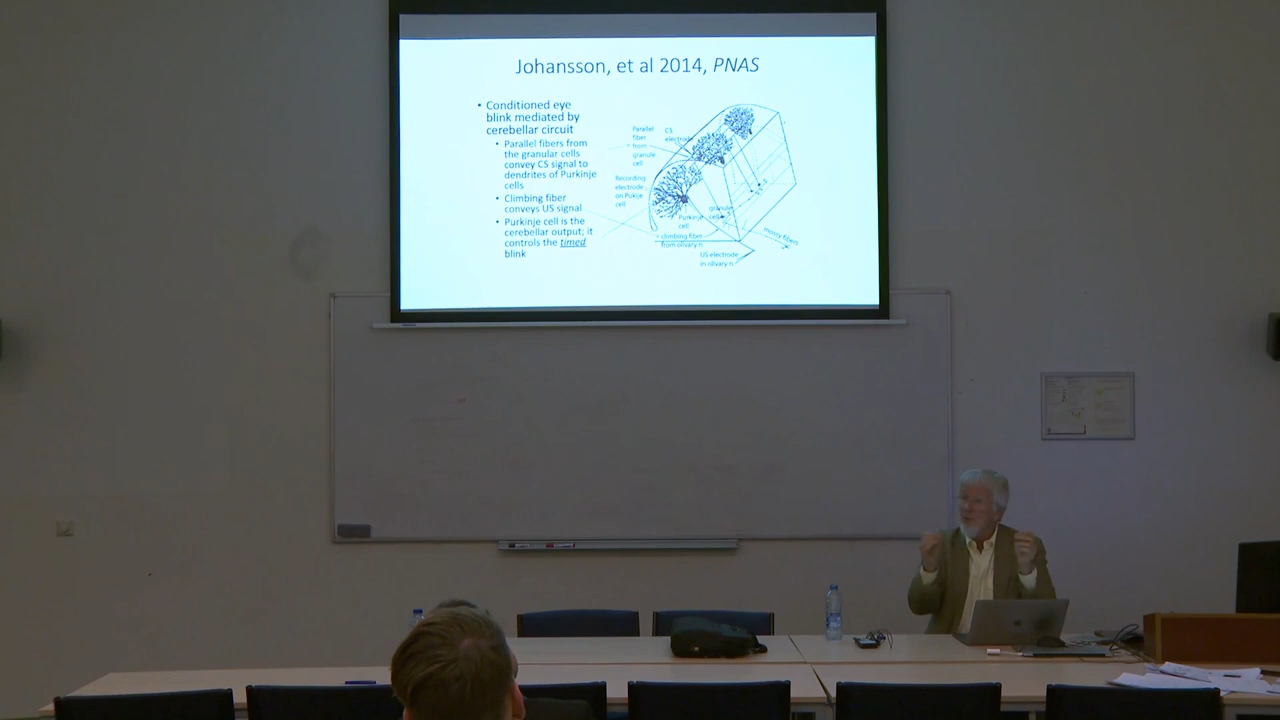 Johansson, et al 2014, PNAS
• Conditioned eye
blink mediated by
cerebellar circuit
• Parallel fibers from
the granular cells
convey CS signal to
dendrites of Purkinje
cells
• Climbing fiber
conveys US signal
• Purkinje cell is the
cerebellar output; it
controls the timed
blink
Parallel
fiber
from
granule
cell
CS
electrode
Recording
electrode
on Pukije
cell
Purkinje
cell
granule
cell
climbing fiber
from olivary n.
US electrode
in olivary n.
mossy fibers